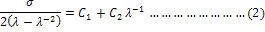 σ / 2(λ − λ⁻²) = C₁ + C₂ λ⁻¹ … … … … … … … … (2)